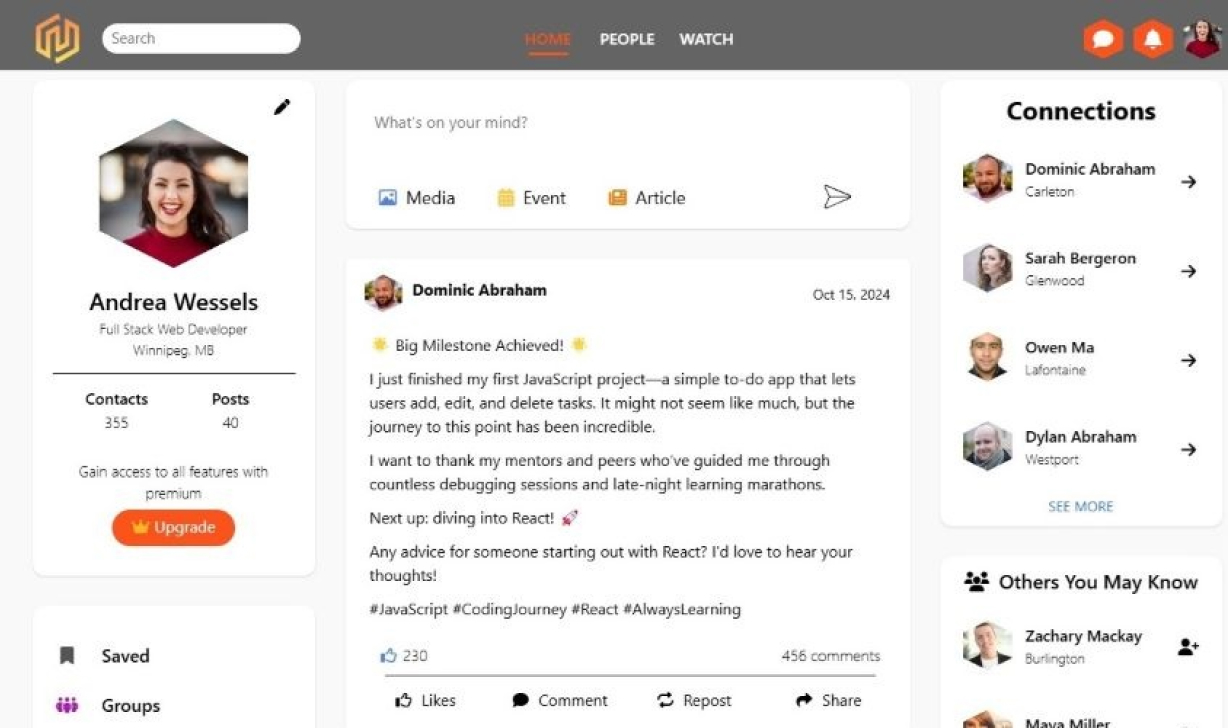 Search
HOME
PEOPLE
WATCH
Andrea Wessels
Full Stack Web Developer
Winnipeg, MB
Contacts
Posts
355
40
Gain access to all features with
premium
Upgrade
Saved
Groups
What's on your mind?
Media
Event
Article
Dominic Abraham
Oct 15, 2024
Big Milestone Achieved!
I just finished my first JavaScript project—a simple to-do app that lets
users add, edit, and delete tasks. It might not seem like much, but the
journey to this point has been incredible.
I want to thank my mentors and peers who've guided me through
countless debugging sessions and late-night learning marathons.
Next up: diving into React! 🚀
Any advice for someone starting out with React? I'd love to hear your
thoughts!
#JavaScript #CodingJourney #React #AlwaysLearning
230
456 comments
Likes
Comment
Repost
Share
Connections
Dominic Abraham
Carleton
Sarah Bergeron
Glenwood
Owen Ma
Lafontaine
Dylan Abraham
Westport
SEE MORE
Others You May Know
Zachary Mackay
Burlington
Maya Miller